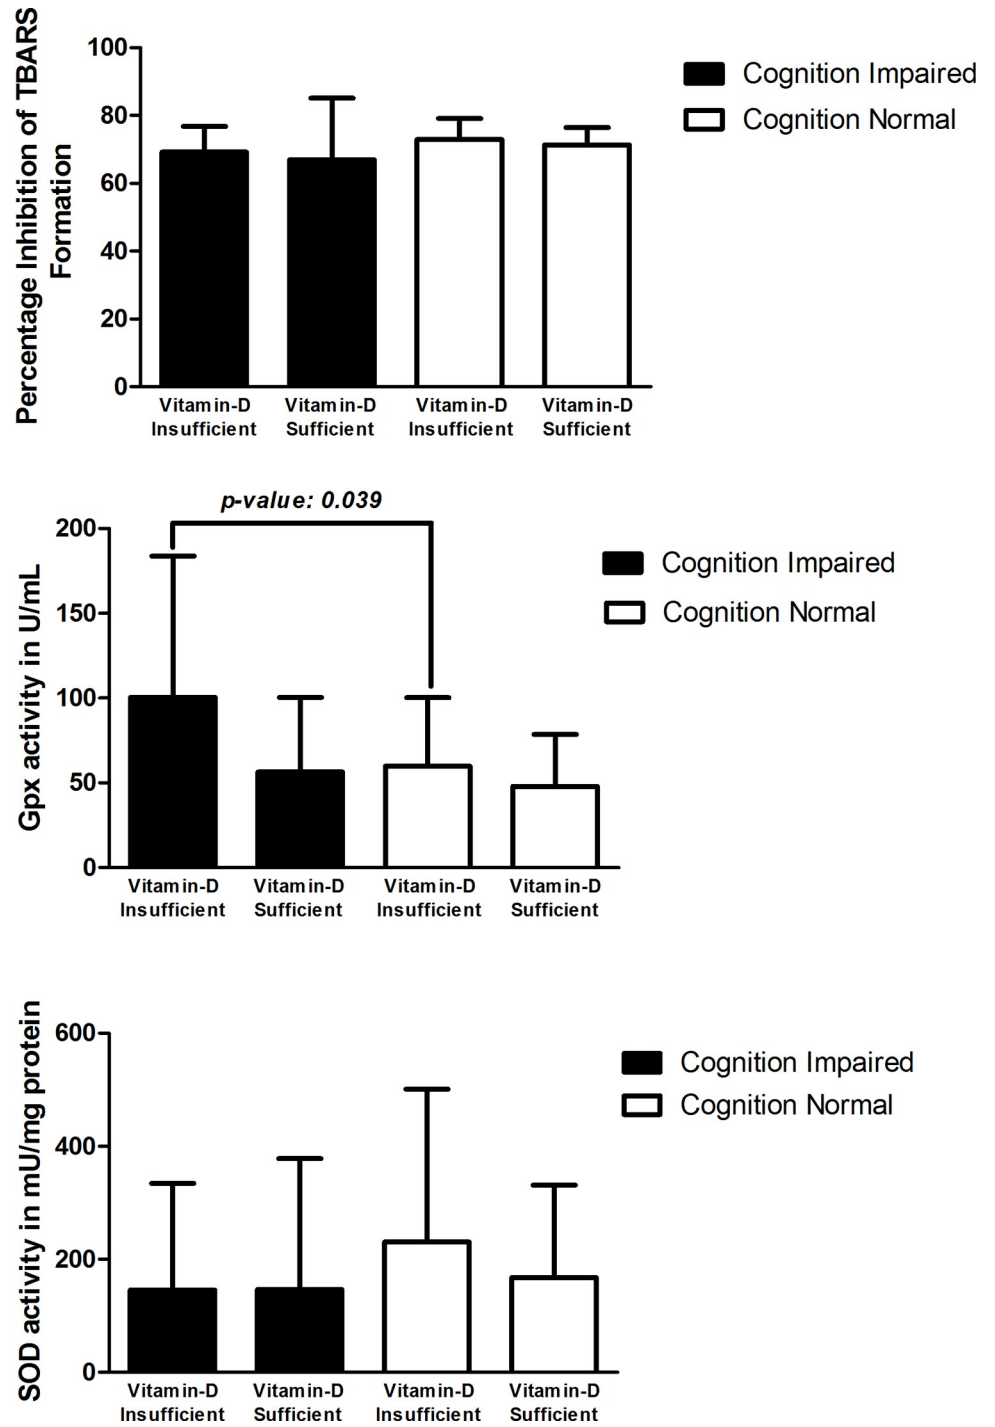 Percentage Inhibition of TBARS
Formation
100
80
60
40
20
0
Vitamin-D Vitamin-D Vitamin-D Vitamin-D
Insufficient Sufficient Insufficient Sufficient
Cognition Impaired
Cognition Normal
p-value: 0.039
Gpx activity in U/mL
200
150
100
50
0
Vitamin-D Vitamin-D Vitamin-D Vitamin-D
Insufficient Sufficient Insufficient Sufficient
Cognition Impaired
Cognition Normal
SOD activity in mU/mg protein
600
400
200
0
Vitamin-D Vitamin-D Vitamin-D Vitamin-D
Insufficient Sufficient Insufficient Sufficient
Cognition Impaired
Cognition Normal